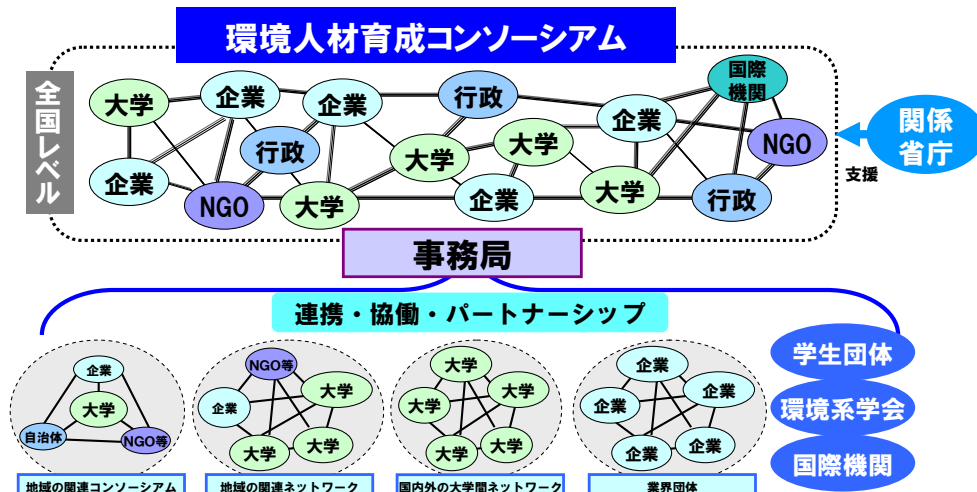 環境人材育成コンソーシアム
全国レベル
大学
企業
企業
行政
国際
機関
企業
行政
大学
大学
企業
NGO
企業
NGO
大学
企業
大学
行政
関係
省庁
支援
事務局
連携・協働・パートナーシップ
企業
大学
自治体
NGO等
地域の関連コンソーシアム
NGO等
企業
大学
大学
大学
地域の関連ネットワーク
大学
大学
大学
大学
大学
国内外の大学間ネットワーク
企業
企業
企業
企業
企業
業界団体
学生団体
環境系学会
国際機関